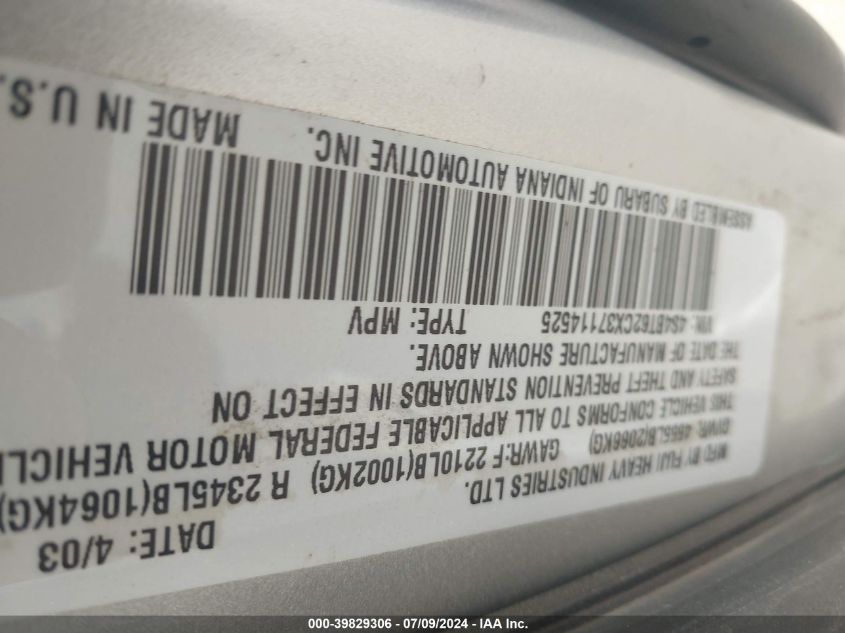 MFD BY FUJI HEAVY INDUSTRIES LTD. DATE: 4/03
GVWR: 4555LB(2066KG) GAWR:F 2210LB(1002KG) R 2345LB(1064KG)
THIS VEHICLE CONFORMS TO ALL APPLICABLE FEDERAL MOTOR VEHICLE
SAFETY AND THEFT PREVENTION STANDARDS IN EFFECT ON
THE DATE OF MANUFACTURE SHOWN ABOVE.
VIN: 4S4BT62CX37114525 TYPE: MPV
ASSEMBLED BY SUBARU OF INDIANA AUTOMOTIVE INC. MADE IN U.S.
000-39829306 / 07/09/2024 - © IAA Inc.